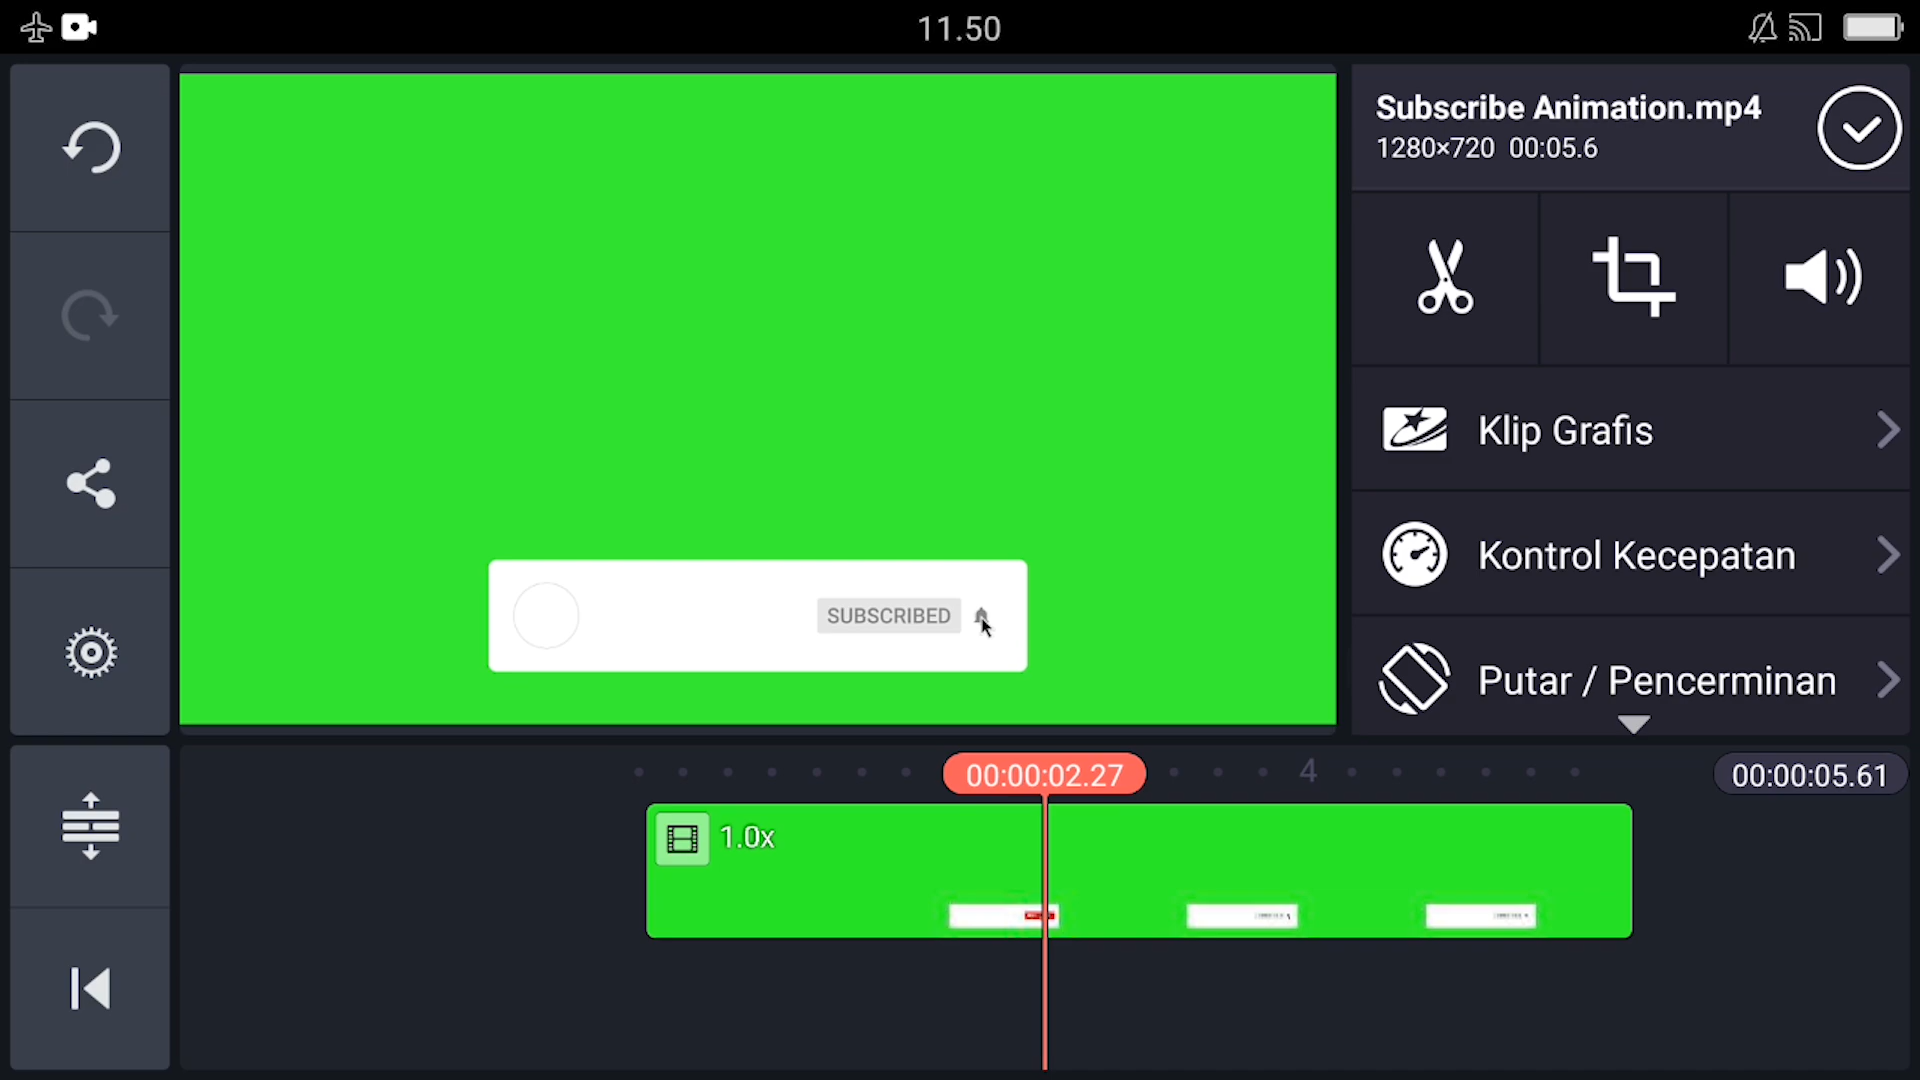 11.50
Subscribe Animation.mp4
1280×720 00:05.6
Klip Grafis
Kontrol Kecepatan
Putar / Pencerminan
SUBSCRIBED
00:00:02.27
4
00:00:05.61
1.0x